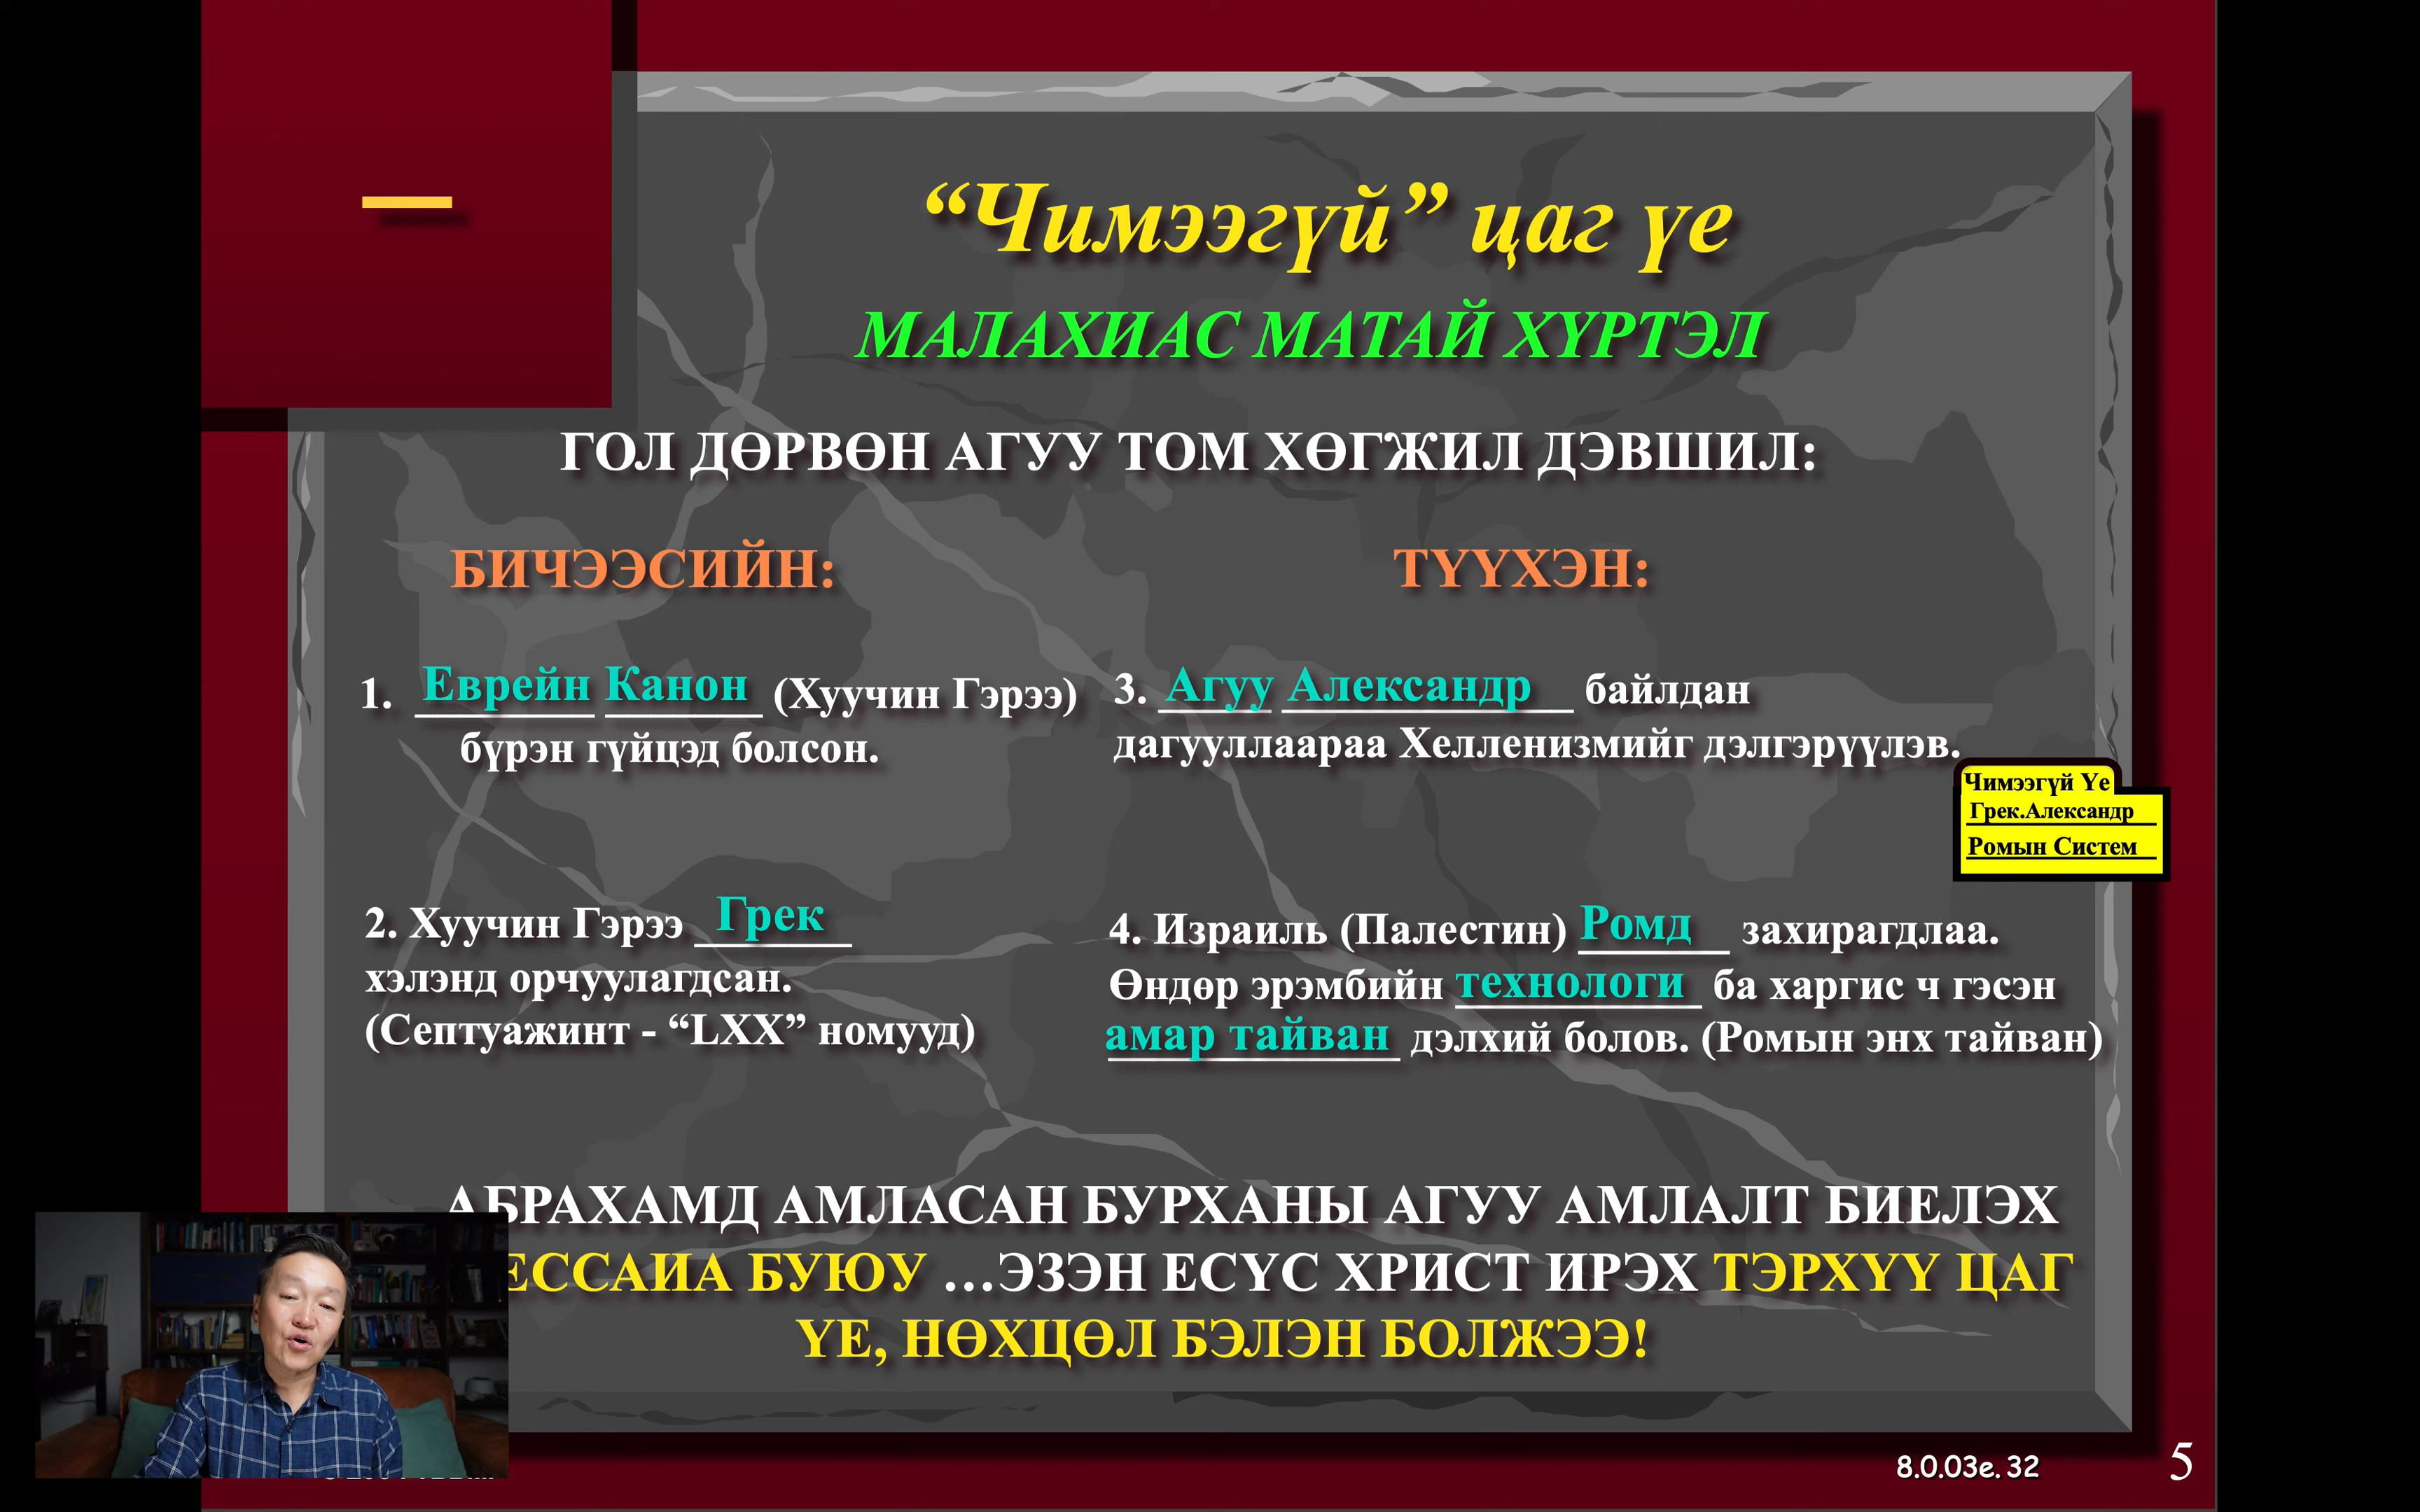 “Чимээгүй” цаг үе
МАЛАХИАС МАТАЙ ХҮРТЭЛ
ГОЛ ДӨРВӨН АГУУ ТОМ ХӨГЖИЛ ДЭВШИЛ:
БИЧЭЭСИЙН:
1. Еврейн Канон (Хуучин Гэрээ)
бүрэн гүйцэд болсон.
2. Хуучин Гэрээ Грек
хэлэнд орчуулагдсан.
(Септуажинт - “LXX” номууд)
ТҮҮХЭН:
3. Агуу Александр байлдан
дагууллаараа Хелленизмийг дэлгэрүүлэв.
4. Израиль (Палестин) Ромд захирагдлаа.
Өндөр эрэмбийн технологи ба харгис ч гэсэн
амар тайван дэлхий болов. (Ромын энх тайван)
Чимээгүй Үе
Грек.Александр
Ромын Систем
АБРАХАМД АМЛАСАН БУРХАНЫ АГУУ АМЛАЛТ БИЕЛЭХ
ЕССАИА БУЮУ ...ЭЗЭН ЕСҮС ХРИСТ ИРЭХ ТЭРХҮҮ ЦАГ
ҮЕ, НӨХЦӨЛ БЭЛЭН БОЛЖЭЭ!
8.0.03e. 32
5